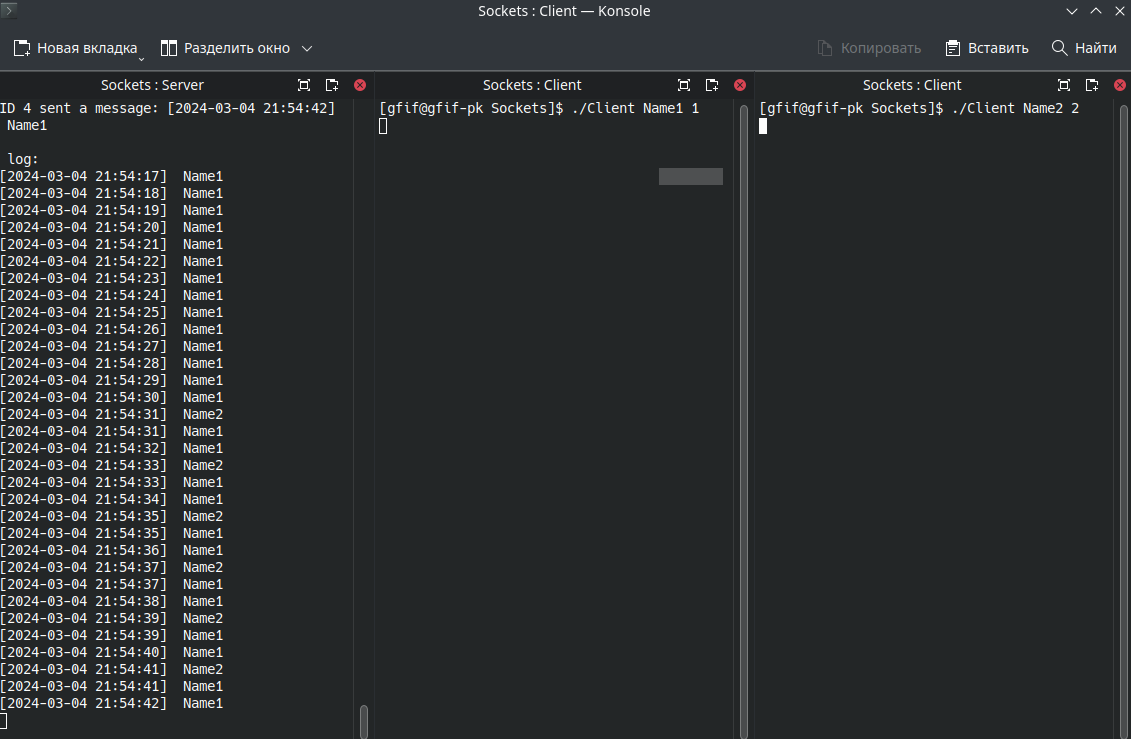 Sockets : Client — Konsole
Новая вкладка
Разделить окно
Копировать
Вставить
Найти
Sockets : Server
ID 4 sent a message: [2024-03-04 21:54:42]
Name1
log:
[2024-03-04 21:54:17]  Name1
[2024-03-04 21:54:18]  Name1
[2024-03-04 21:54:19]  Name1
[2024-03-04 21:54:20]  Name1
[2024-03-04 21:54:21]  Name1
[2024-03-04 21:54:22]  Name1
[2024-03-04 21:54:23]  Name1
[2024-03-04 21:54:24]  Name1
[2024-03-04 21:54:25]  Name1
[2024-03-04 21:54:26]  Name1
[2024-03-04 21:54:27]  Name1
[2024-03-04 21:54:28]  Name1
[2024-03-04 21:54:29]  Name1
[2024-03-04 21:54:30]  Name1
[2024-03-04 21:54:31]  Name2
[2024-03-04 21:54:31]  Name1
[2024-03-04 21:54:32]  Name1
[2024-03-04 21:54:33]  Name2
[2024-03-04 21:54:33]  Name1
[2024-03-04 21:54:34]  Name1
[2024-03-04 21:54:35]  Name2
[2024-03-04 21:54:35]  Name1
[2024-03-04 21:54:36]  Name1
[2024-03-04 21:54:37]  Name2
[2024-03-04 21:54:37]  Name1
[2024-03-04 21:54:38]  Name1
[2024-03-04 21:54:39]  Name2
[2024-03-04 21:54:39]  Name1
[2024-03-04 21:54:40]  Name1
[2024-03-04 21:54:41]  Name2
[2024-03-04 21:54:41]  Name1
[2024-03-04 21:54:42]  Name1
Sockets : Client
[gfif@gfif-pk Sockets]$ ./Client Name1 1
Sockets : Client
[gfif@gfif-pk Sockets]$ ./Client Name2 2